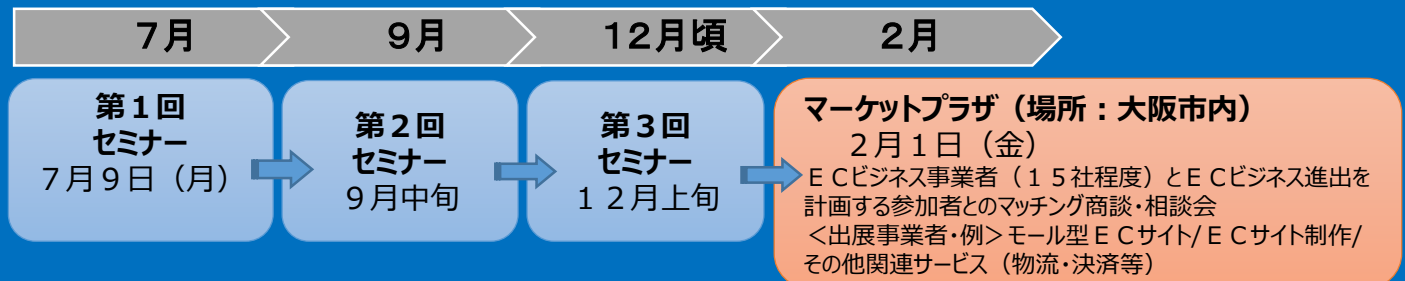 7月
9月
12月頃
2月
第1回
セミナー
7月9日（月）
第2回
セミナー
9月中旬
第3回
セミナー
12月上旬
マーケットプラザ（場所：大阪市内）
2月1日（金）
ＥＣビジネス事業者（１５社程度）とＥＣビジネス進出を
計画する参加者とのマッチング商談・相談会
＜出展事業者・例＞モール型ＥＣサイト/ＥＣサイト制作/
その他関連サービス（物流・決済等）